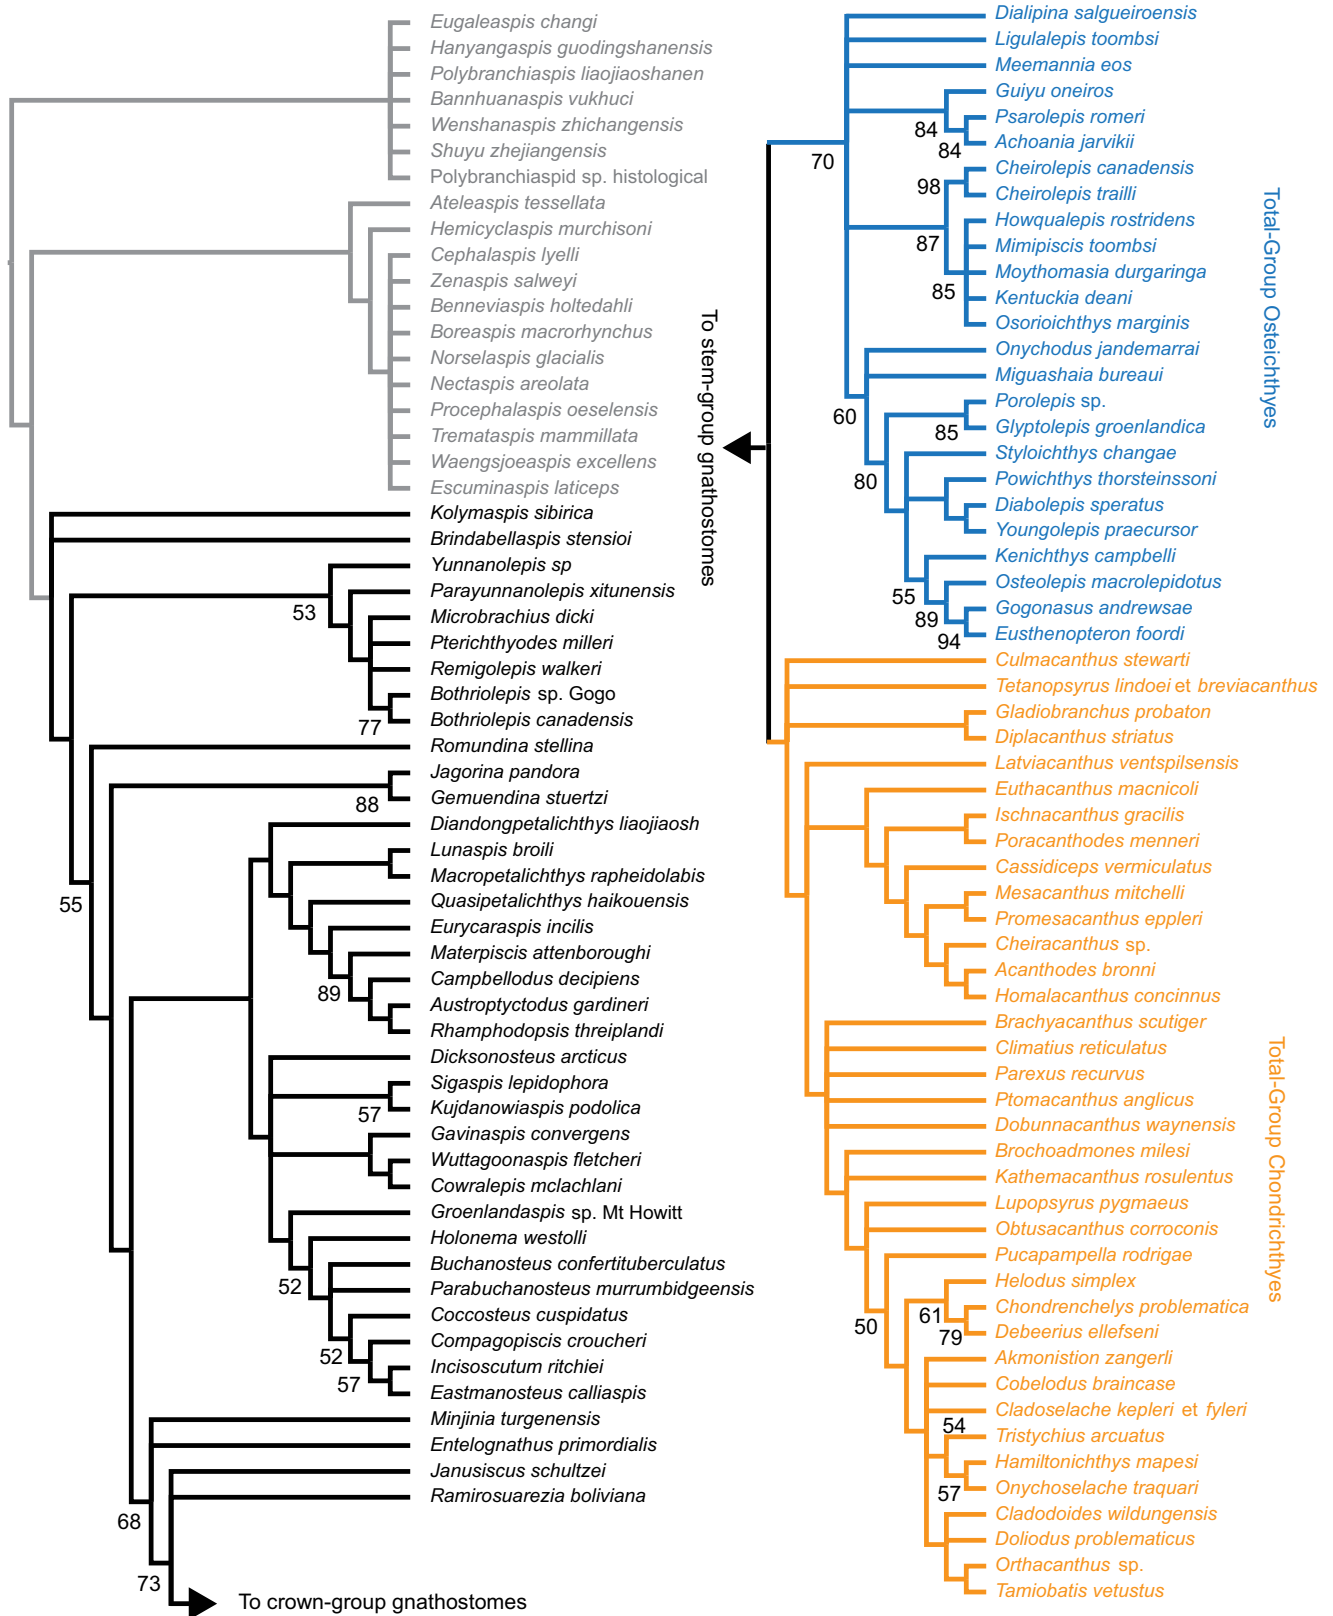 Eugaleaspis changi
Hanyangaspis guodingshanensis
Polybranchiaspis liaojiaoshanen
Bannhuanaspis vukhuci
Wenshanaspis zhichangensis
Shuyu zhejiangensis
Polybranchiaspid sp. histological
Ateleaspis tessellata
Hemicyclaspis murchisoni
Cephalaspis lyelli
Zenaspis salweyi
Benneviaspis holtedahli
Boreaspis macrorhynchus
Norselaspis glacialis
Nectaspis areolata
Procephalaspis oeselensis
Tremataspis mammillata
Waengsjoeaspis excellens
Escuminaspis laticeps
Kolymaspis sibirica
Brindabellaspis stensioi
Yunnanolepis sp
Parayunnanolepis xitunensis
53
Microbrachius dicki
Pterichthyodes milleri
Remigolepis walkeri
Bothriolepis sp. Gogo
Bothriolepis canadensis
77
Romundina stellina
Jagorina pandora
Gemuendina stuertzi
88
Diandongpetalichthys liaojiaosh
Lunaspis broili
Macropetalichthys rapheidolabis
Quasipetalichthys haikouensis
55
Eurycaraspis incilis
Materpiscis attenboroughi
Campbellodus decipiens
89
Austroptyctodus gardineri
Rhamphodopsis threiplandi
Dicksonosteus arcticus
Sigaspis lepidophora
Kujdanowiaspis podolica
57
Gavinaspis convergens
Wuttagoonaspis fletcheri
Cowralepis mclachlani
Groenlandaspis sp. Mt Howitt
Holonema westolli
Buchanosteus confertituberculatus
52
Parabuchanosteus murrumbidgeensis
Coccosteus cuspidatus
Compagopiscis croucheri
52
Incisoscutum ritchiei
57
Eastmanosteus calliaspis
Minjinia turgenensis
Entelognathus primordialis
Janusiscus schultzei
Ramirosuarezia boliviana
68
73
To crown-group gnathostomes
To stem-group gnathostomes
Dialipina salgueiroensis
Ligulalepis toombsi
Meemannia eos
Guiyu oneiros
Psarolepis romeri
84
Achoania jarvikii
84
70
Cheirolepis canadensis
98
Cheirolepis trailli
Howqualepis rostridens
87
Mimipiscis toombsi
Moythomasia durgaringa
85
Kentuckia deani
Osorioichthys marginis
Onychodus jandemarrai
Miguashaia bureaui
Porolepis sp.
60
Glyptolepis groenlandica
85
Styloichthys changae
80
Powichthys thorsteinssoni
Diabolepis speratus
Youngolepis praecursor
Kenichthys campbelli
Osteolepis macrolepidotus
55
Gogonasus andrewsae
89
Eusthenopteron foordi
94
Total-Group Osteichthyes
Culmacanthus stewarti
Tetanopsyrus lindoei et breviacanthus
Gladiobranchus probaton
Diplacanthus striatus
Latviacanthus ventspilsensis
Euthacanthus macnicoli
Ischnacanthus gracilis
Poracanthodes menneri
Cassidiceps vermiculatus
Mesacanthus mitchelli
Promesacanthus eppleri
Cheiracanthus sp.
Acanthodes bronni
Homalacanthus concinnus
Brachyacanthus scutiger
Climatius reticulatus
Parexus recurvus
Ptomacanthus anglicus
Dobunnacanthus waynensis
Brochoadmones milesi
Kathemacanthus rosulentus
Lupopsyrus pygmaeus
Obtusacanthus corroconis
Pucapampella rodrigae
Helodus simplex
Chondrenchelys problematica
61
50
Debeerius ellefseni
79
Akmonistion zangerli
Cobelodus braincase
Cladoselache kepleri et fyleri
54
Tristychius arcuatus
Hamiltonichthys mapesi
Onychoselache traquari
57
Cladodoides wildungensis
Doliodus problematicus
Orthacanthus sp.
Tamiobatis vetustus
Total-Group Chondrichthyes